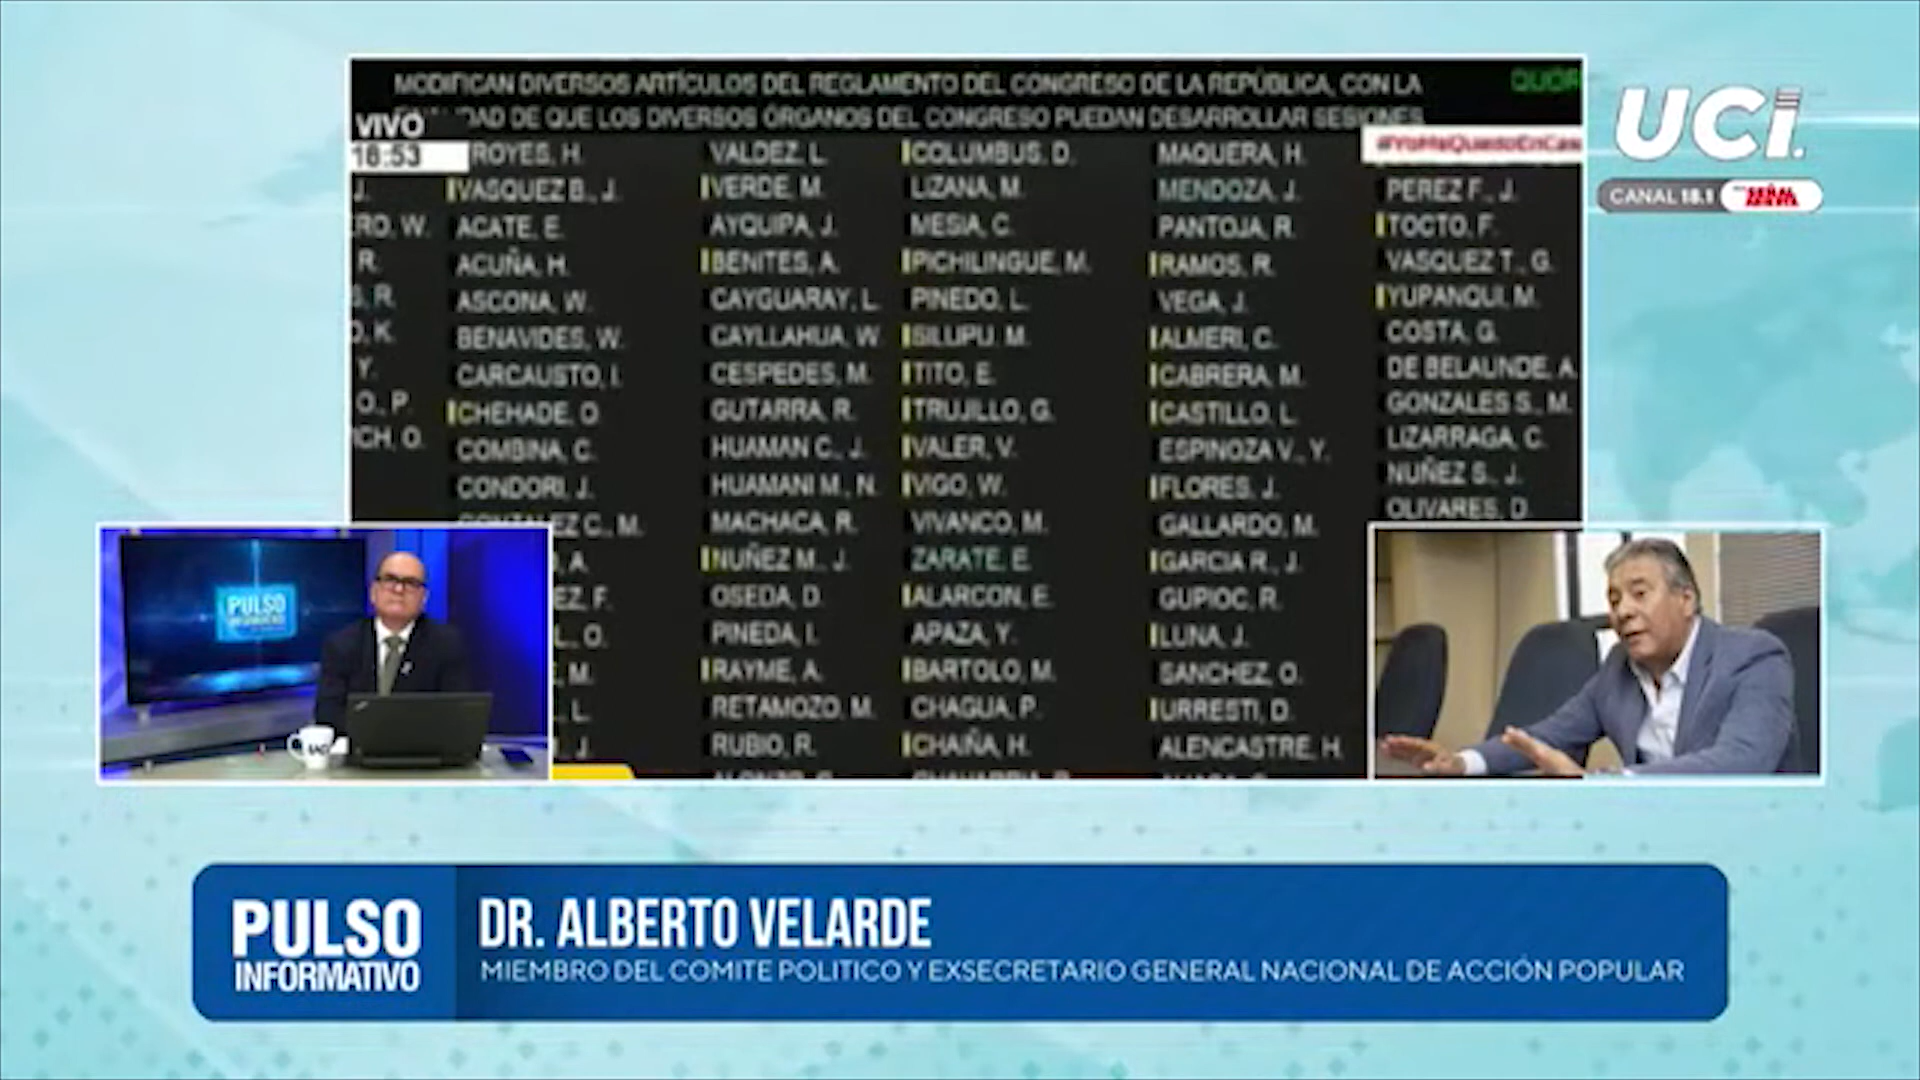 MODIFICAN DIVERSOS ARTÍCULOS DEL REGLAMENTO DEL CONGRESO DE LA REPÚBLICA, CON LA
DE QUE LOS DIVERSOS ÓRGANOS DEL CONGRESO PUEDAN DESARROLLAR SESIONES
VIVO
16:53
#YoMeQuedoEnCas
UCI.
CANAL 18.1
SEÑAL ABIERTA
ROYES, H.
VASQUEZ B., J.
ACATE, E.
ACUÑA, H.
ASCONA, W.
BENAVIDES, W.
CARCAUSTO, I.
CHEHADE, O
COMBINA, C.
CONDORI, J.
GONZALEZ C., M.
VALDEZ, L.
VERDE, M.
AYQUIPA, J.
BENITES, A.
CAYGUARAY, L.
CAYLLAHUA, W
CESPEDES, M.
GUTARRA, R.
HUAMAN C., J.
HUAMANI M., N.
MACHACA, R.
NUÑEZ M., J.
OSEDA, D.
PINEDA, I.
RAYME, A.
RETAMOZO, M.
RUBIO, R.
COLUMBUS, D.
LIZANA, M.
MESIA, C.
PICHILINGUE, M.
PINEDO, L.
SILUPU, M.
TITO, E.
TRUJILLO, G.
VALER, V.
VIGO, W.
VIVANCO, M.
ZARATE, E.
ALARCON, E.
APAZA, Y.
BARTOLO, M.
CHAGUA, P.
CHAIÑA, H.
MAQUERA, H.
MENDOZA, J.
PANTOJA, R.
RAMOS, R.
VEGA, J.
ALMERI, C.
CABRERA, M.
CASTILLO, L.
ESPINOZA V., Y.
FLORES, J.
GALLARDO, M.
GARCIA R., J.
GUPIOC, R.
LUNA, J.
SANCHEZ, O.
URRESTI, D.
ALENCASTRE, H.
PEREZ F., J.
TOCTO, F.
VASQUEZ T., G.
YUPANQUI, M.
COSTA, G.
DE BELAUNDE, A.
GONZALES S., M.
LIZARRAGA, C.
NUÑEZ S., J.
OLIVARES, D.
PULSO
INFORMATIVO
DR. ALBERTO VELARDE
MIEMBRO DEL COMITE POLITICO Y EXSECRETARIO GENERAL NACIONAL DE ACCIÓN POPULAR